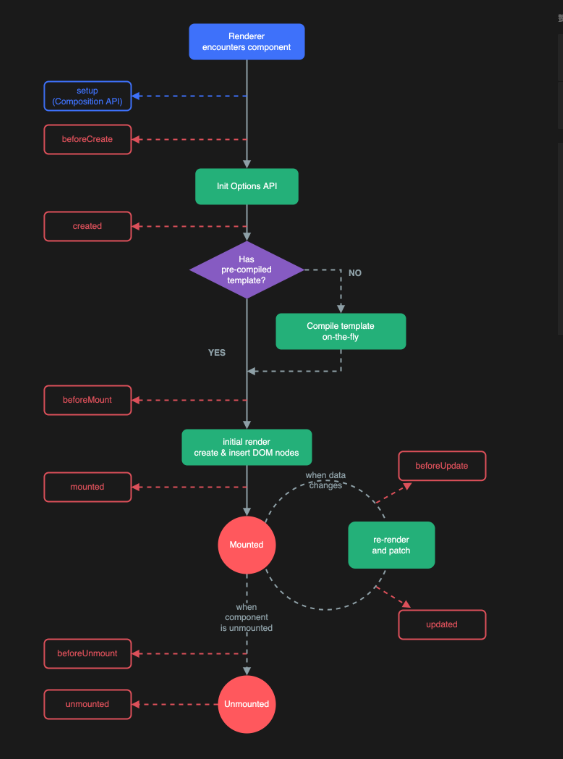 Renderer
encounters component
setup
(Composition API)
beforeCreate
Init Options API
created
Has
pre-compiled
template?
NO
Compile template
on-the-fly
YES
beforeMount
initial render
create & insert DOM nodes
beforeUpdate
when data
changes
mounted
Mounted
re-render
and patch
when
component
is unmounted
updated
beforeUnmount
unmounted
Unmounted